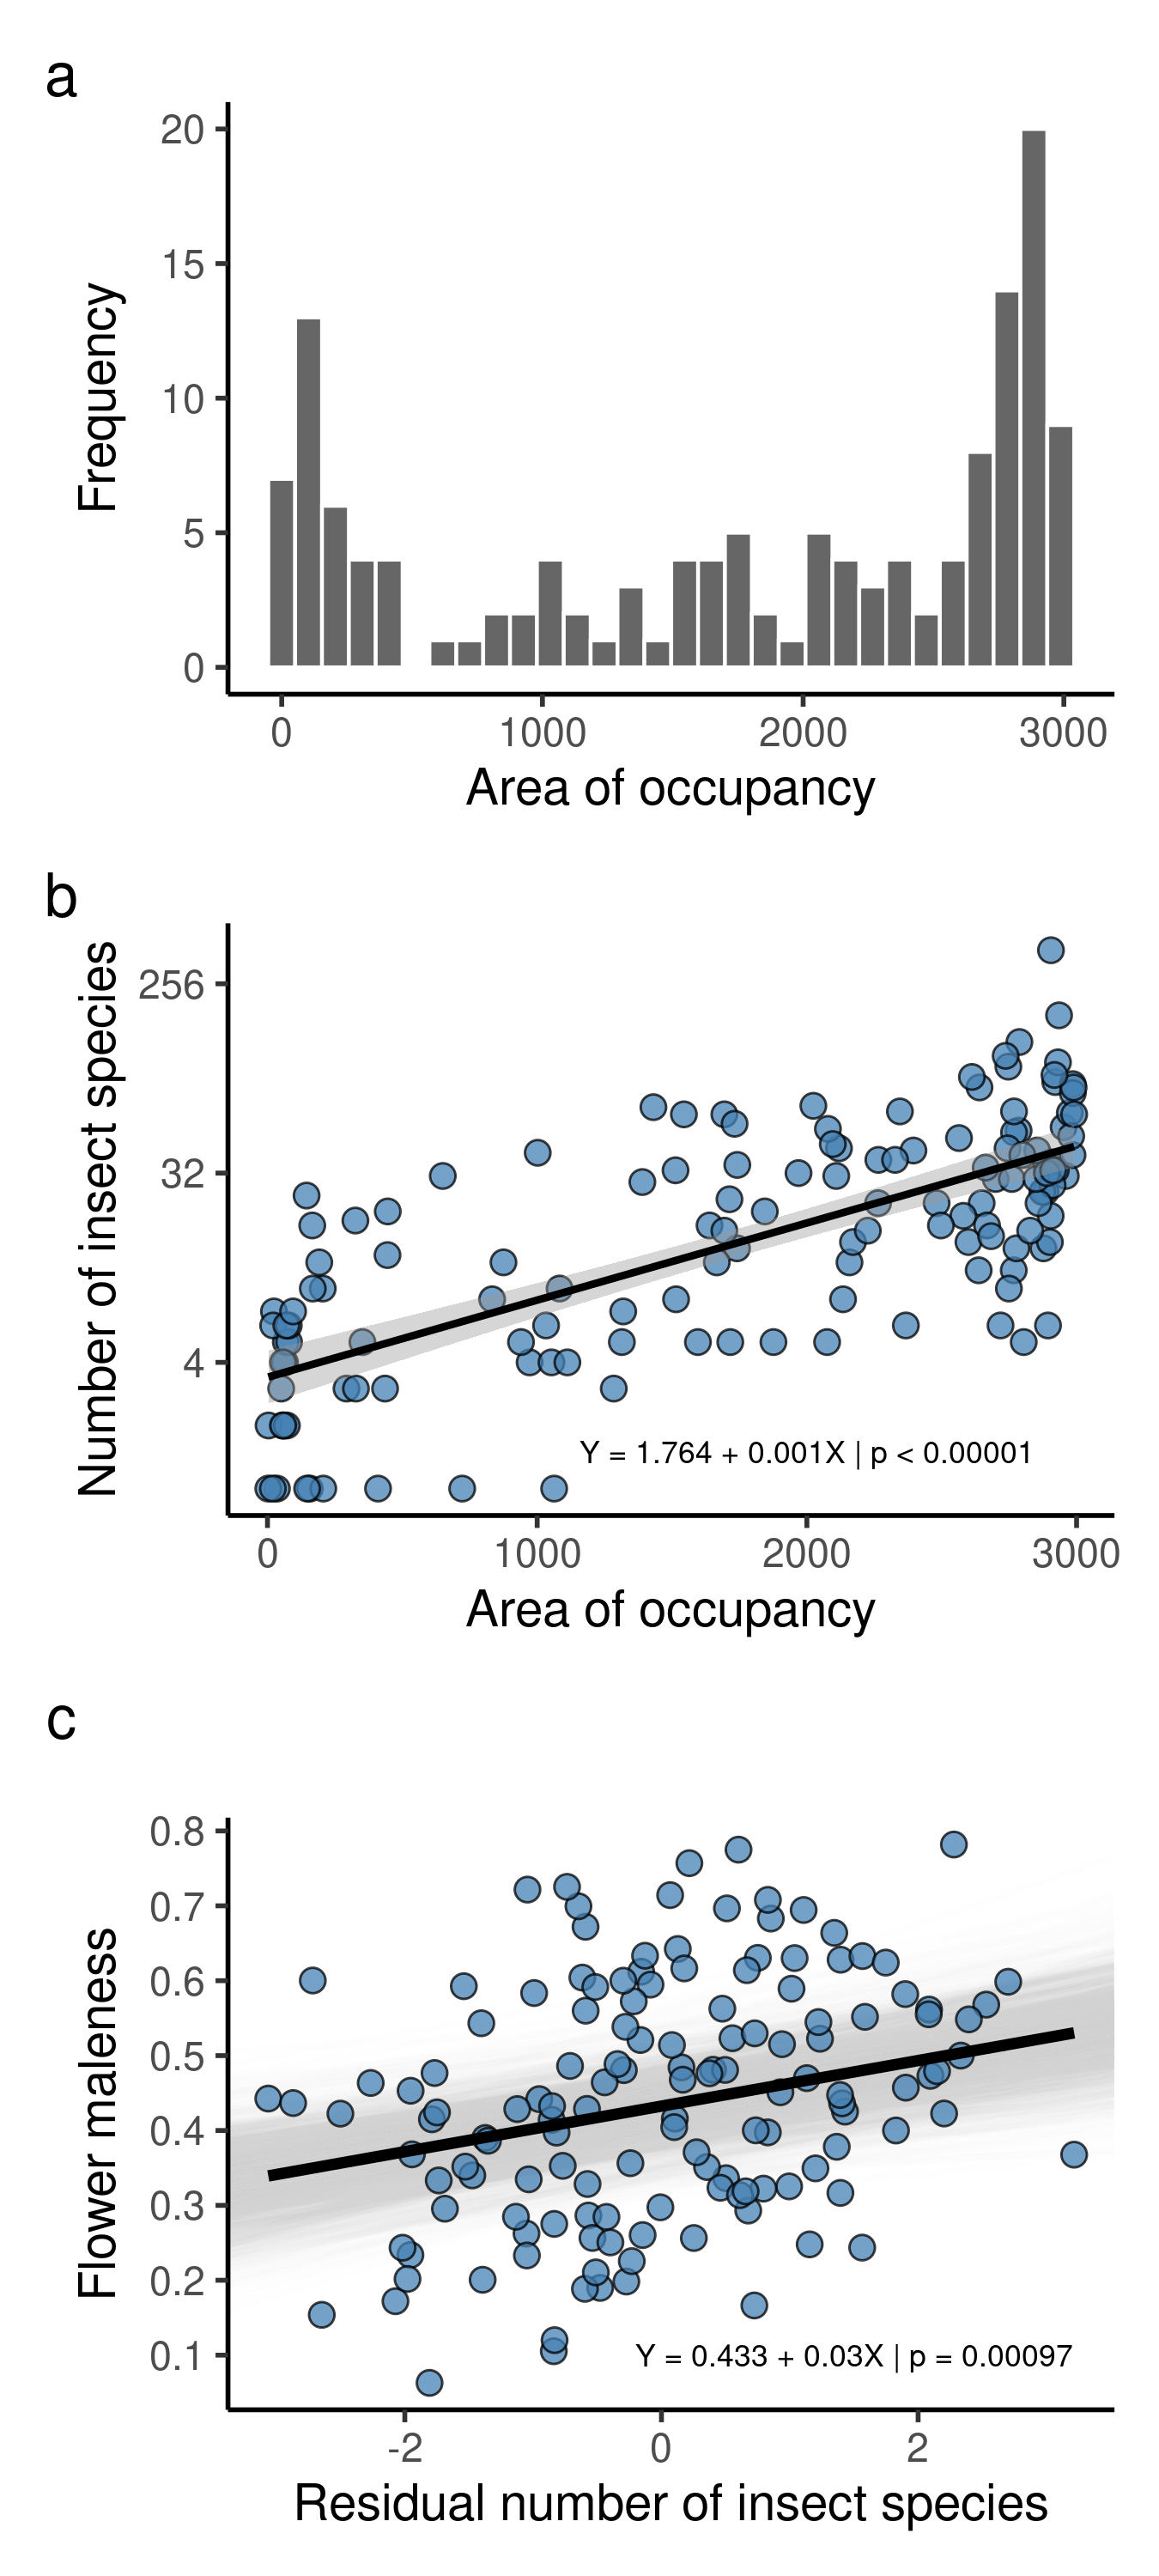 a
20
15
10
5
0
Frequency
0 1000 2000 3000
Area of occupancy
b
256
32
4
Number of insect species
Y = 1.764 + 0.001X | p < 0.00001
0 1000 2000 3000
Area of occupancy
c
0.8
0.7
0.6
0.5
0.4
0.3
0.2
0.1
Flower maleness
Y = 0.433 + 0.03X | p = 0.00097
-2 0 2
Residual number of insect species